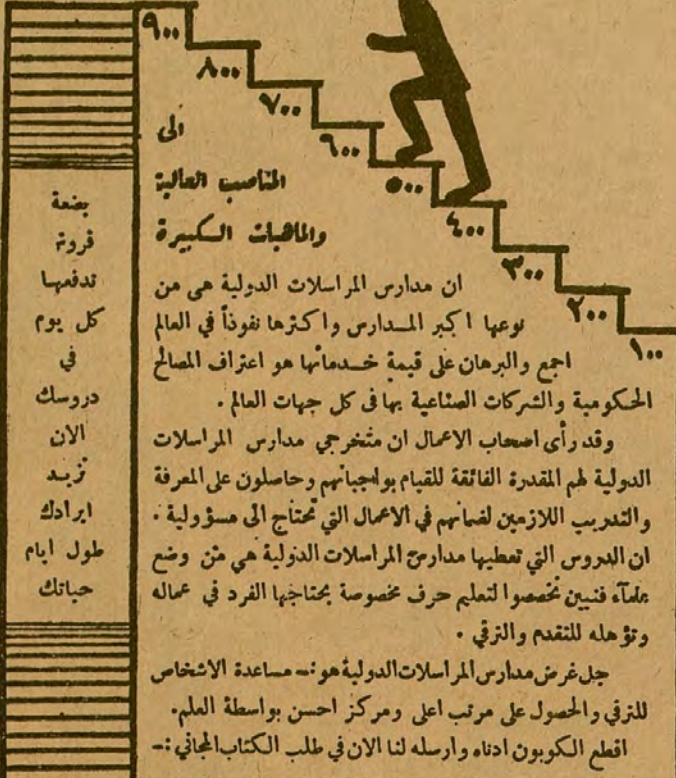 ٩٠٠
٨٠٠
٧٠٠
٦٠٠
٥٠٠
٤٠٠
٣٠٠
٢٠٠
١٠٠
الى
المناصب العالية
والماهيات الكبيرة
ان مدارس المراسلات الدولية هي من
نوعها اكبر المدارس واكثرها نفوذاً في العالم
اجمع والبرهان على قيمة خدماتها هو اعتراف المصالح
الحكومية والشركات الصناعية بها في كل جهات العالم .
وقد رأى اصحاب الاعمال ان متخرجي مدارس المراسلات
الدولية لهم المقدرة الفائقة للقيام بواجباتهم وحاصلون على المعرفة
والتدريب اللازمين لضمانهم في الاعمال التي تحتاج الى مسؤولية .
ان الدروس التي تعطيها مدارس المراسلات الدولية هي من وضع
علمآء فنيين تخصصوا لتعليم حرف مخصوصة يحتاجها الفرد في عماله
وتؤهله للتقدم والترقي .
جل غرض مدارس المراسلات الدولية هو :ـ مساعدة الاشخاص
للترقي والحصول على مرتب اعلى ومركز احسن بواسطة العلم .
اقطع الكوبون ادناه وارسله لنا الان في طلب الكتاب المجاني :ـ
بضعة
قروش
تدفعها
كل يوم
في
دروسك
الان
تزيد
ايرادك
طول ايام
حياتك